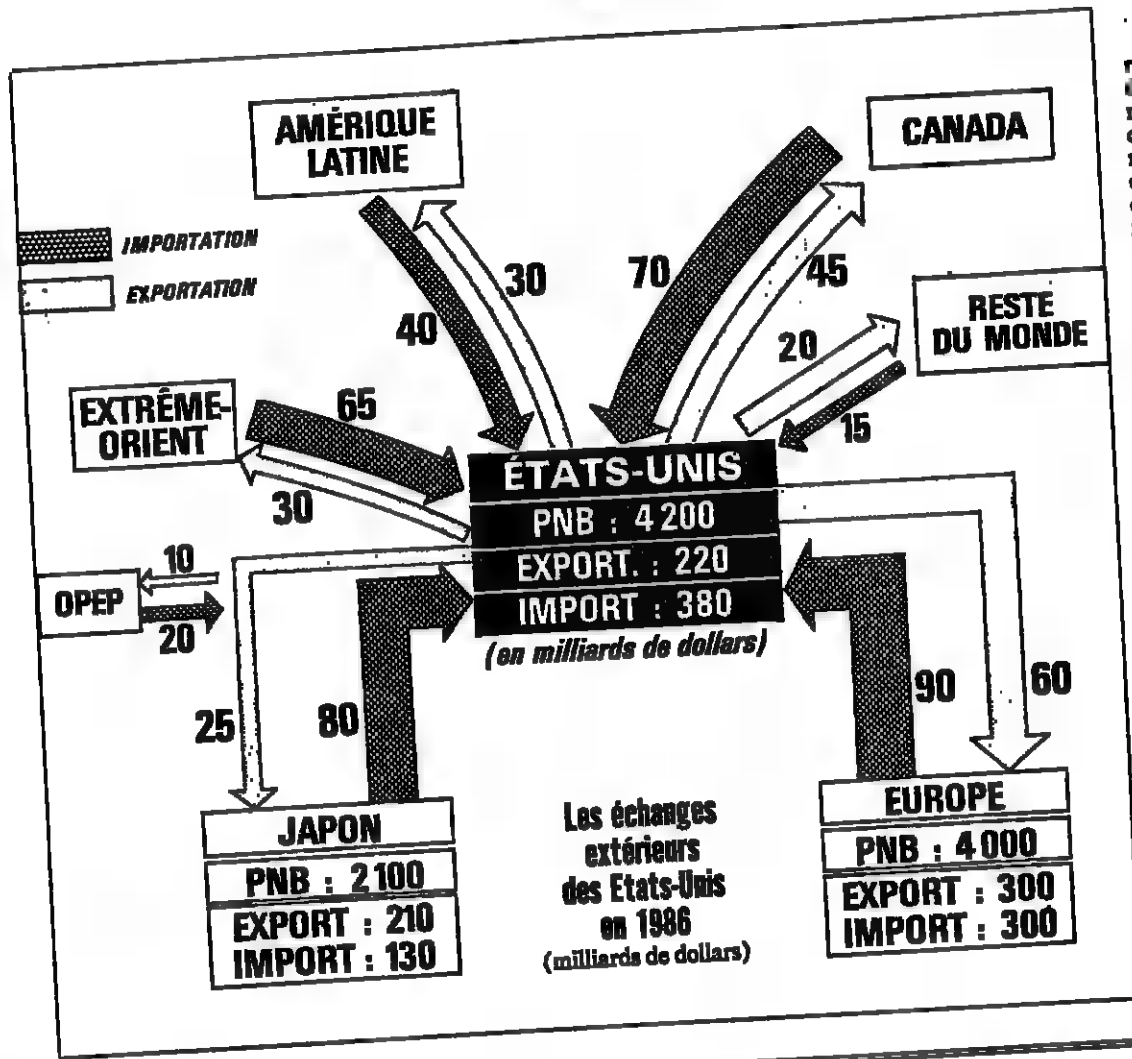 AMÉRIQUE
LATINE
CANADA
IMPORTATION
EXPORTATION
30
40
70
45
RESTE
DU MONDE
20
15
EXTRÊME-
ORIENT
65
30
ÉTATS-UNIS
PNB : 4 200
EXPORT. : 220
IMPORT : 380
(en milliards de dollars)
OPEP
10
20
25
80
90
60
JAPON
PNB : 2 100
EXPORT : 210
IMPORT : 130
Les échanges
extérieurs
des Etats-Unis
en 1986
(milliards de dollars)
EUROPE
PNB : 4 000
EXPORT : 300
IMPORT : 300